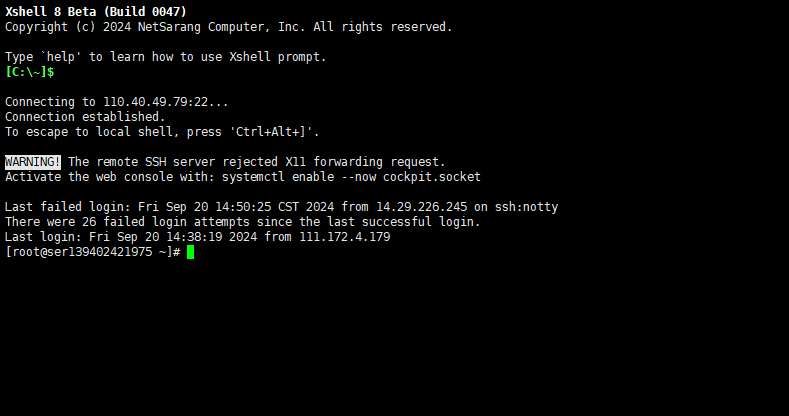 Xshell 8 Beta (Build 0047)
Copyright (c) 2024 NetSarang Computer, Inc. All rights reserved.
Type `help' to learn how to use Xshell prompt.
[C:\~]$
Connecting to 110.40.49.79:22...
Connection established.
To escape to local shell, press 'Ctrl+Alt+]'.
WARNING! The remote SSH server rejected X11 forwarding request.
Activate the web console with: systemctl enable --now cockpit.socket
Last failed login: Fri Sep 20 14:50:25 CST 2024 from 14.29.226.245 on ssh:notty
There were 26 failed login attempts since the last successful login.
Last login: Fri Sep 20 14:38:19 2024 from 111.172.4.179
[root@ser139402421975 ~]#